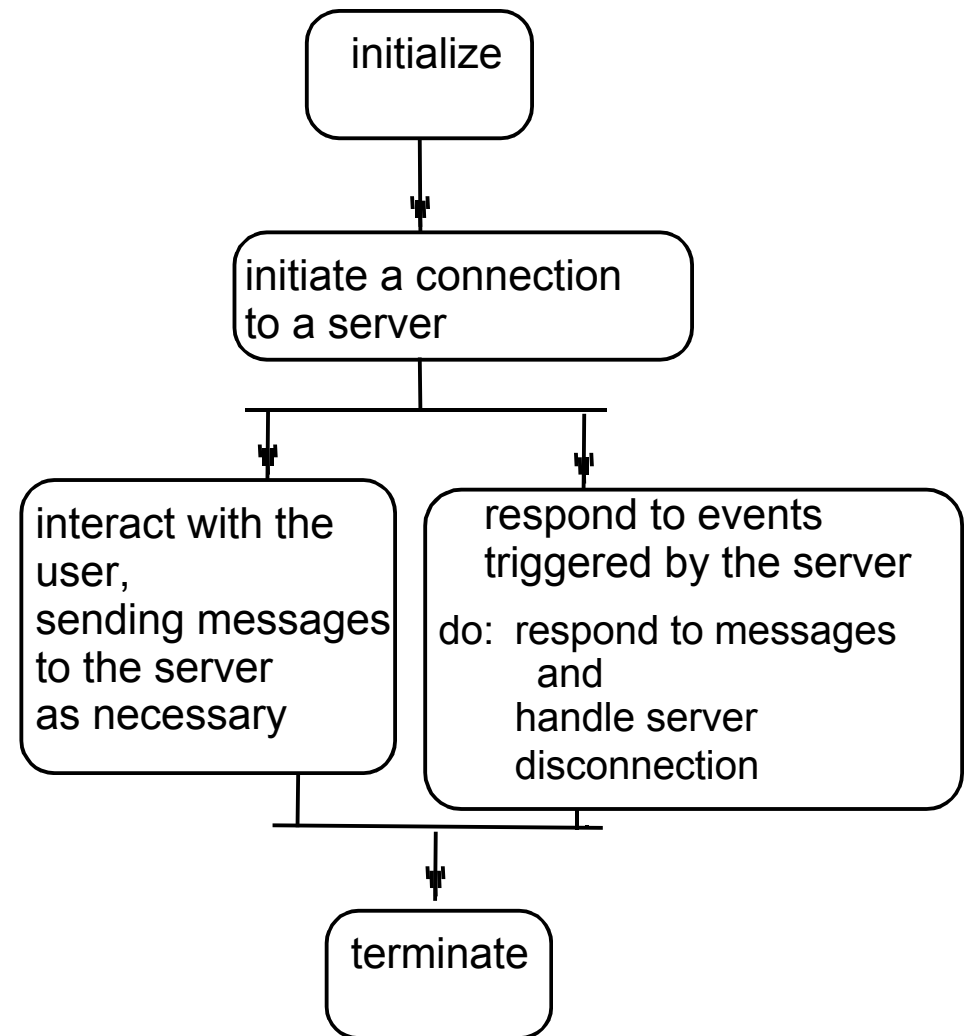 initialize
initiate a connection
to a server
interact with the
user,
sending messages
to the server
as necessary
respond to events
triggered by the server
do: respond to messages
and
handle server
disconnection
terminate